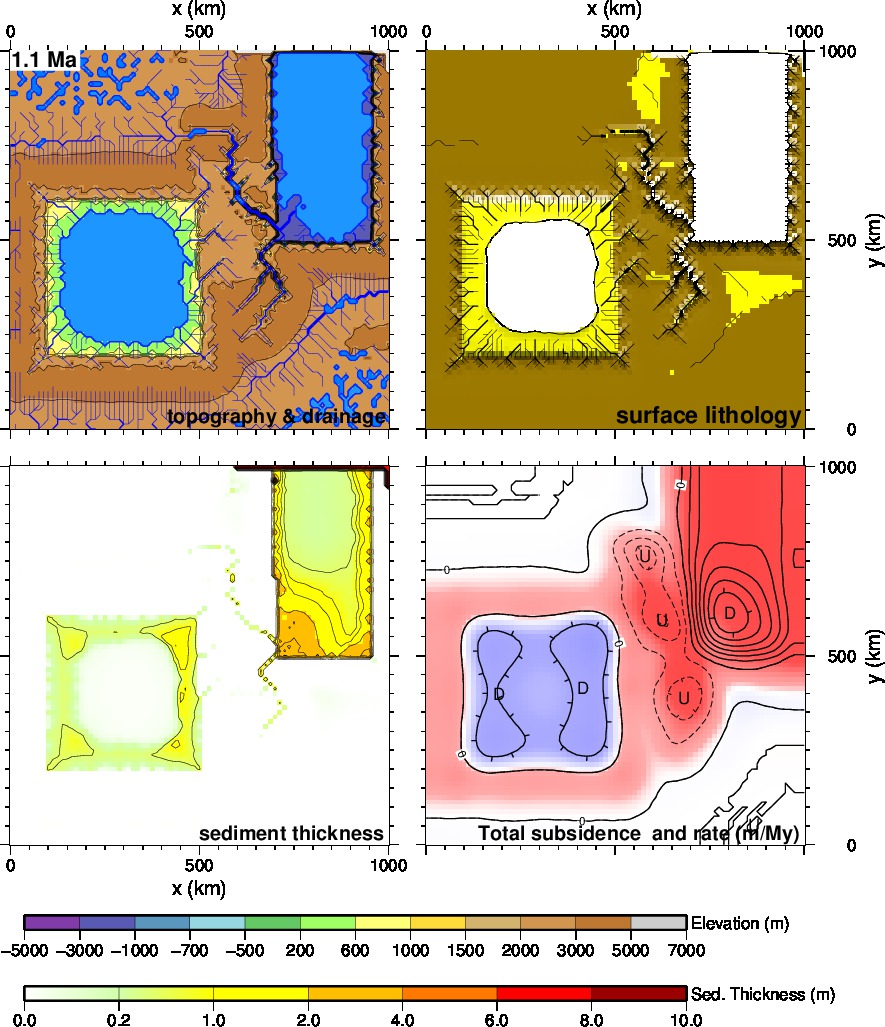 x (km)
x (km)
0
500
1000
0
500
1000
1.1 Ma
topography & drainage
surface lithology
1000
500
0
y (km)
sediment thickness
0
500
1000
x (km)
0
0
0
0
0
U
U
U
D
D
D
Total subsidence and rate (m/My)
1000
500
0
y (km)
Elevation (m)
−5000 −3000 −1000 −700 −500 200 600 1000 1500 2000 3000 5000 7000
Sed. Thickness (m)
0.0 0.2 1.0 2.0 4.0 6.0 8.0 10.0